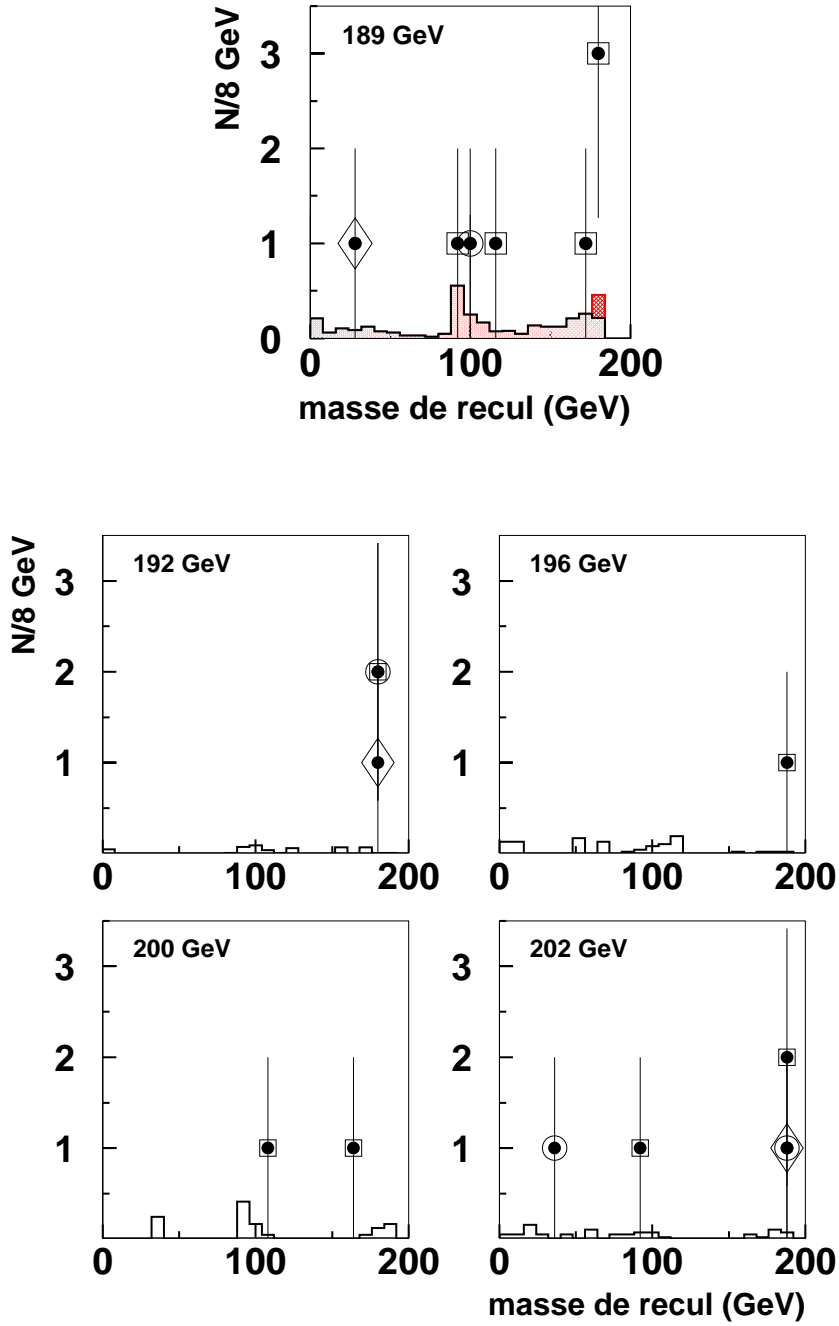 189 GeV
N/8 GeV
3
2
1
0
0 100 200
masse de recul (GeV)
N/8 GeV
192 GeV 196 GeV
3 3
2 2
1 1
0 100 200 0 100 200
200 GeV 202 GeV
3 3
2 2
1 1
0 100 200 0 100 200
masse de recul (GeV)